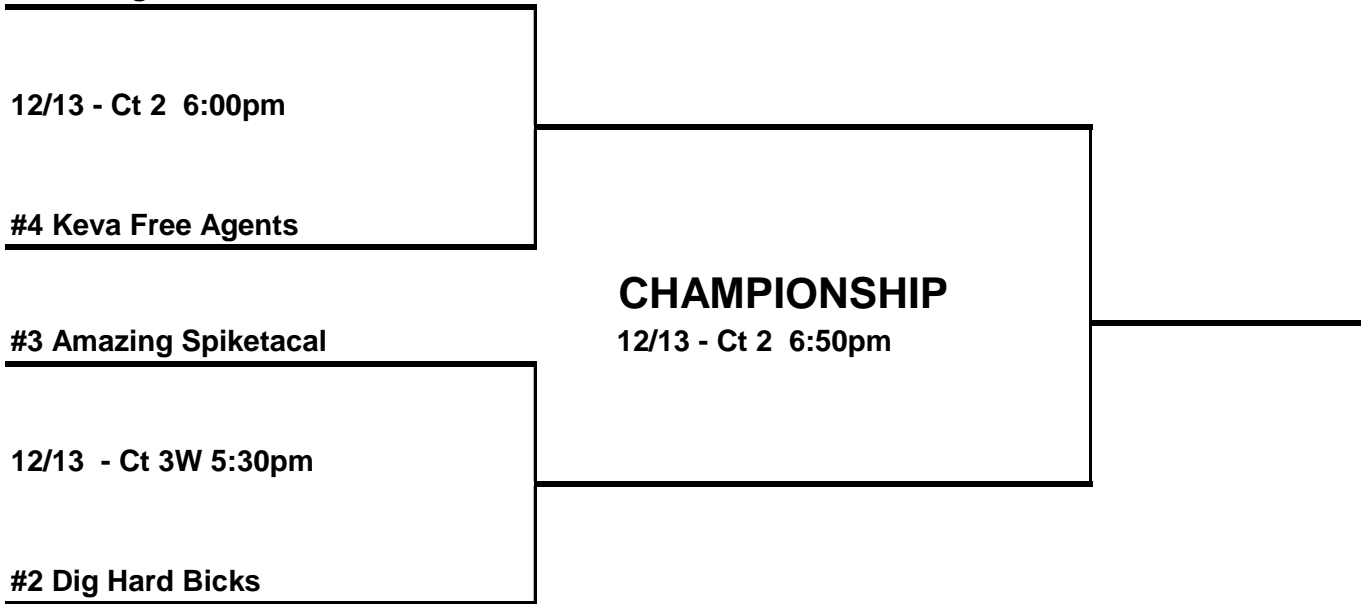 12/13 - Ct 2 6:00pm
#4 Keva Free Agents
CHAMPIONSHIP
#3 Amazing Spiketacal
12/13 - Ct 2 6:50pm
12/13 - Ct 3W 5:30pm
#2 Dig Hard Bicks